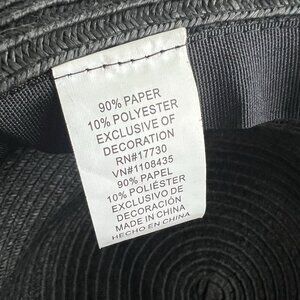 90% PAPER
10% POLYESTER
EXCLUSIVE OF
DECORATION
RN#17730
VN#1108435
90% PAPEL
10% POLIÉSTER
EXCLUSIVO DE
DECORACIÓN
MADE IN CHINA
HECHO EN CHINA